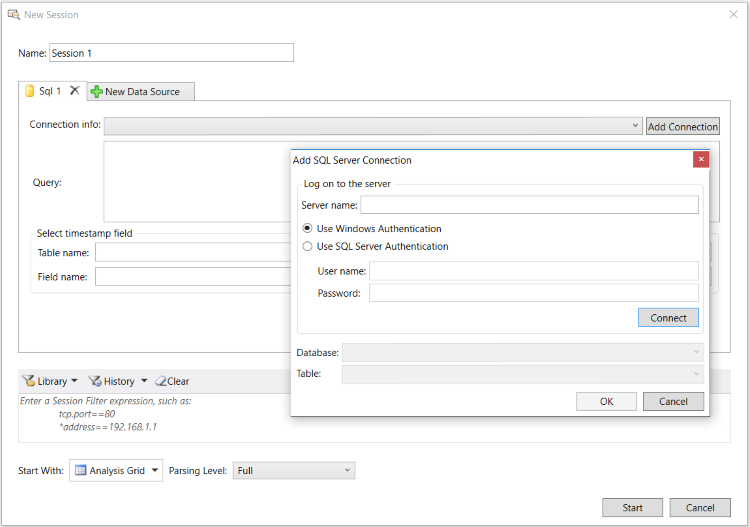 New Session
Name: Session 1
Sql 1 New Data Source
Connection info: Add Connection
Query:
Select timestamp field
Table name:
Field name:
Add SQL Server Connection
Log on to the server
Server name:
Use Windows Authentication
Use SQL Server Authentication
User name:
Password:
Connect
Database:
Table:
OK Cancel
Library History Clear
Enter a Session Filter expression, such as:
tcp.port==80
*address==192.168.1.1
Start With: Analysis Grid Parsing Level: Full
Start Cancel